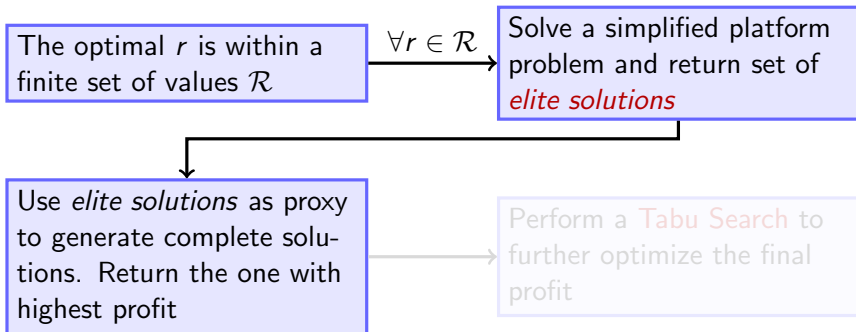 The optimal r is within a
finite set of values ℛ
∀r ∈ ℛ
Solve a simplified platform
problem and return set of
elite solutions
Use elite solutions as proxy
to generate complete solu-
tions. Return the one with
highest profit
Perform a Tabu Search to
further optimize the final
profit